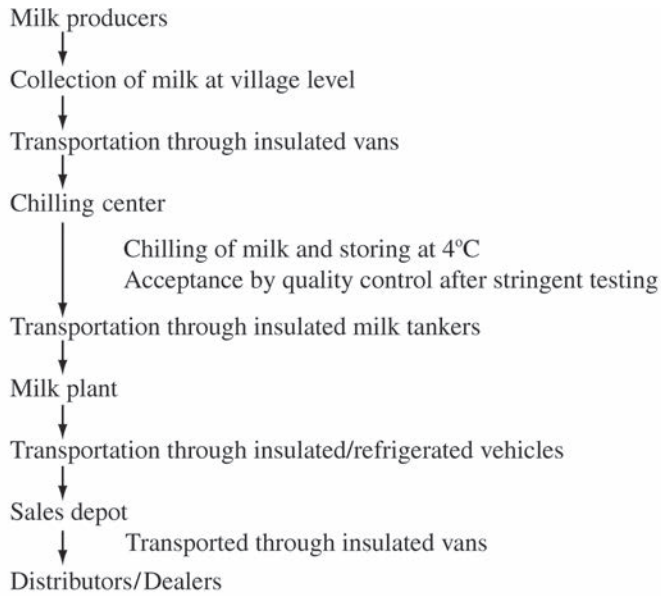 Milk producers
Collection of milk at village level
Transportation through insulated vans
Chilling center
Chilling of milk and storing at 4°C
Acceptance by quality control after stringent testing
Transportation through insulated milk tankers
Milk plant
Transportation through insulated/refrigerated vehicles
Sales depot
Transported through insulated vans
Distributors/Dealers